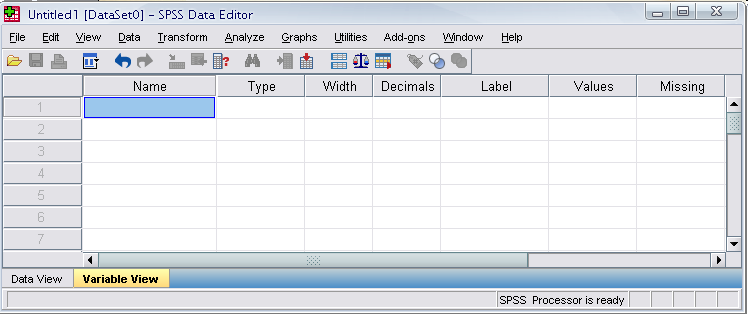 Untitled1 [DataSet0] - SPSS Data Editor
File Edit View Data Transform Analyze Graphs Utilities Add-ons Window Help
Name Type Width Decimals Label Values Missing
1
2
3
4
5
6
7
Data View Variable View
SPSS Processor is ready